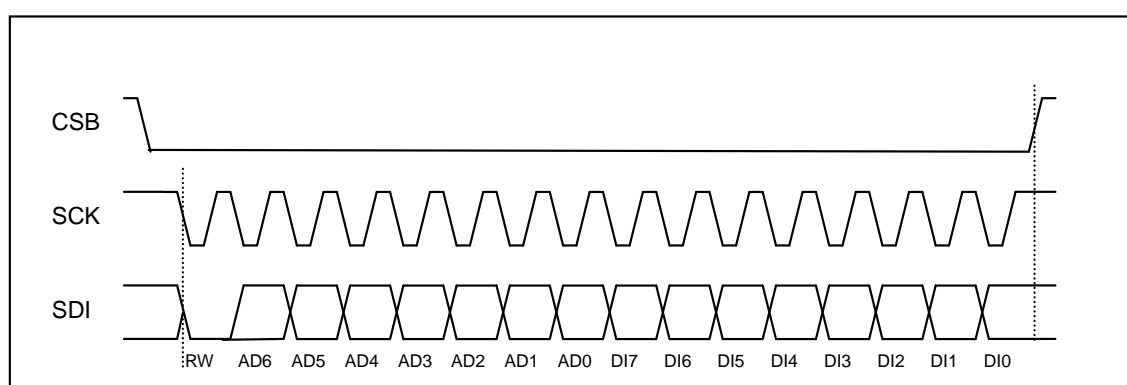 CSB
SCK
SDI
RW AD6 AD5 AD4 AD3 AD2 AD1 AD0 DI7 DI6 DI5 DI4 DI3 DI2 DI1 DI0